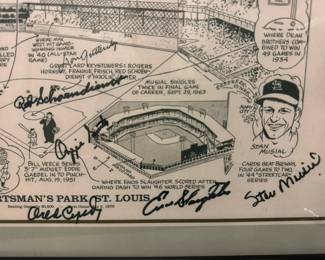 WHERE MAX
WEST HIT GAME-
WINNING HOMER
IN '40 (ALL-STAR
GAME)
GREAT CARD KEYSTONERS: ROGERS
HORNSBY, FRANKIE FRISCH, RED SCHOEN-
DIENST
Red Schoendienst
MUSIAL SINGLES
TWICE IN FINAL GAME
OF CAREER, SEPT. 29, 1963
WHERE DEAN
BROTHERS COM-
BINED TO WIN
49 GAMES IN
1934
STAN
MUSIAL
BILL VEECK SENDS
3'7" MIDGET EDDIE
GAEDEL IN TO PINCH-
HIT, AUG. 19, 1951
WHERE ENOS SLAUGHTER SCORED AFTER
DARING DASH TO WIN '46 WORLD SERIES
CARDS BEAT BROWNS
FOUR GAMES TO TWO
IN '44 "STREETCAR SERIES"
RTSMAN'S PARK, ST. LOUIS
Enos Slaughter
Stan Musial